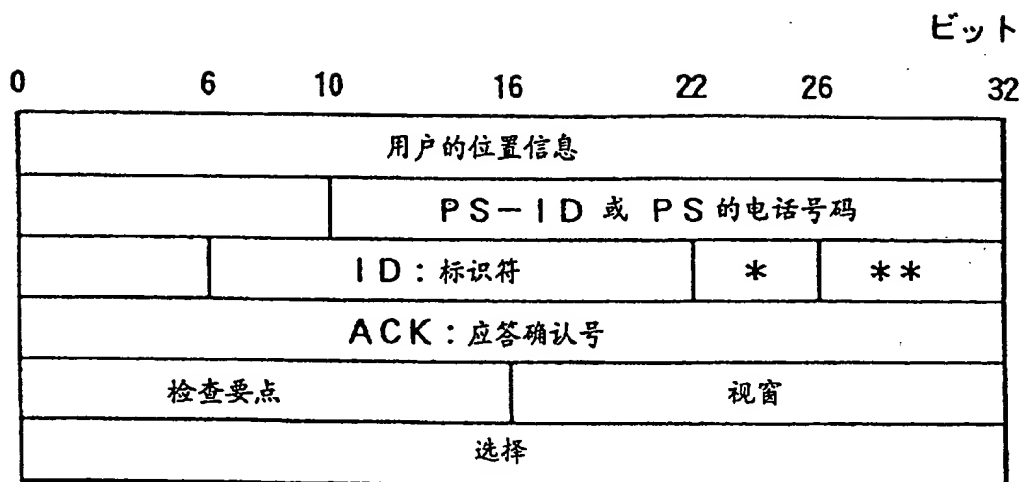 ビット
0 6 10 16 22 26 32
用户的位置信息
PS-ID 或 PS的电话号码
ID:标识符 * **
ACK:应答确认号
检查要点 视窗
选择